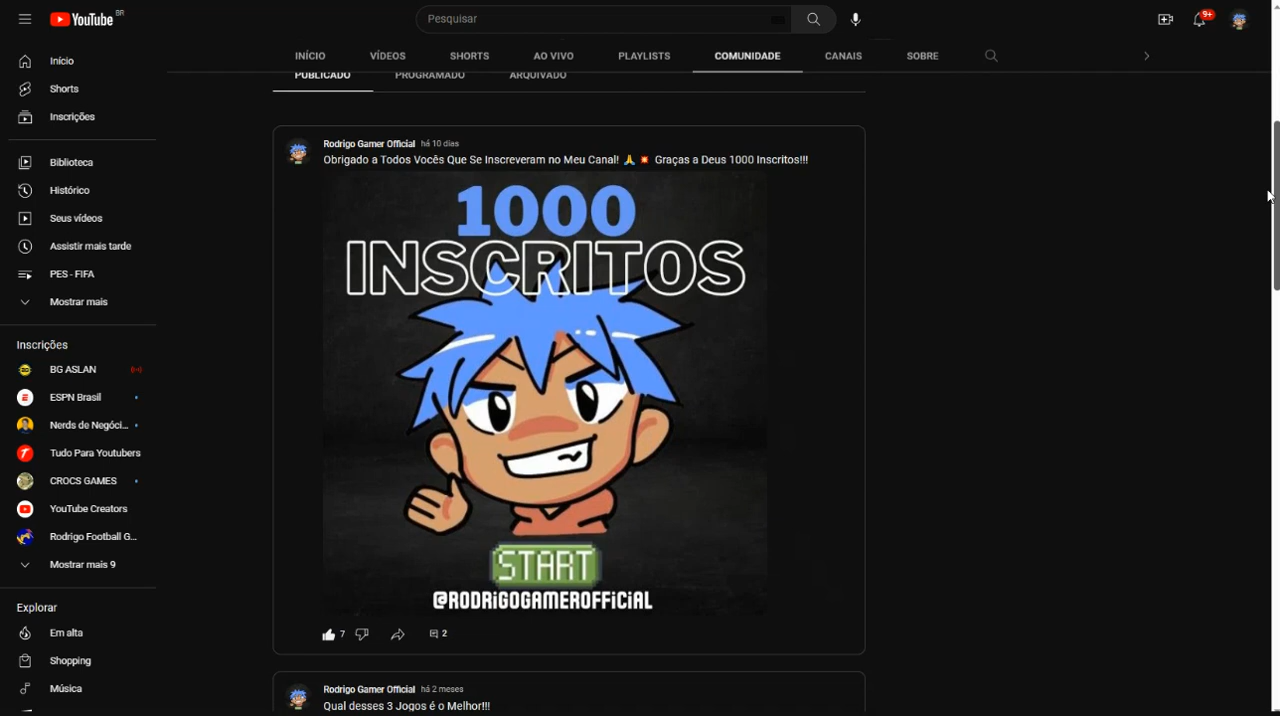 YouTube BR
Pesquisar
9+
INÍCIO VÍDEOS SHORTS AO VIVO PLAYLISTS COMUNIDADE CANAIS SOBRE
PUBLICADO PROGRAMADO ARQUIVADO
Início
Shorts
Inscrições
Biblioteca
Histórico
Seus vídeos
Assistir mais tarde
PES - FIFA
Mostrar mais
Inscrições
BG ASLAN
ESPN Brasil
Nerds de Negóci...
Tudo Para Youtubers
CROCS GAMES
YouTube Creators
Rodrigo Football G...
Mostrar mais 9
Explorar
Em alta
Shopping
Música
Rodrigo Gamer Official há 10 dias
Obrigado a Todos Vocês Que Se Inscreveram no Meu Canal! 🙏 💥 Graças a Deus 1000 Inscritos!!!
1000
INSCRITOS
START
@RODRIGOGAMEROFFICIAL
7 2
Rodrigo Gamer Official há 2 meses
Qual desses 3 Jogos é o Melhor!!!